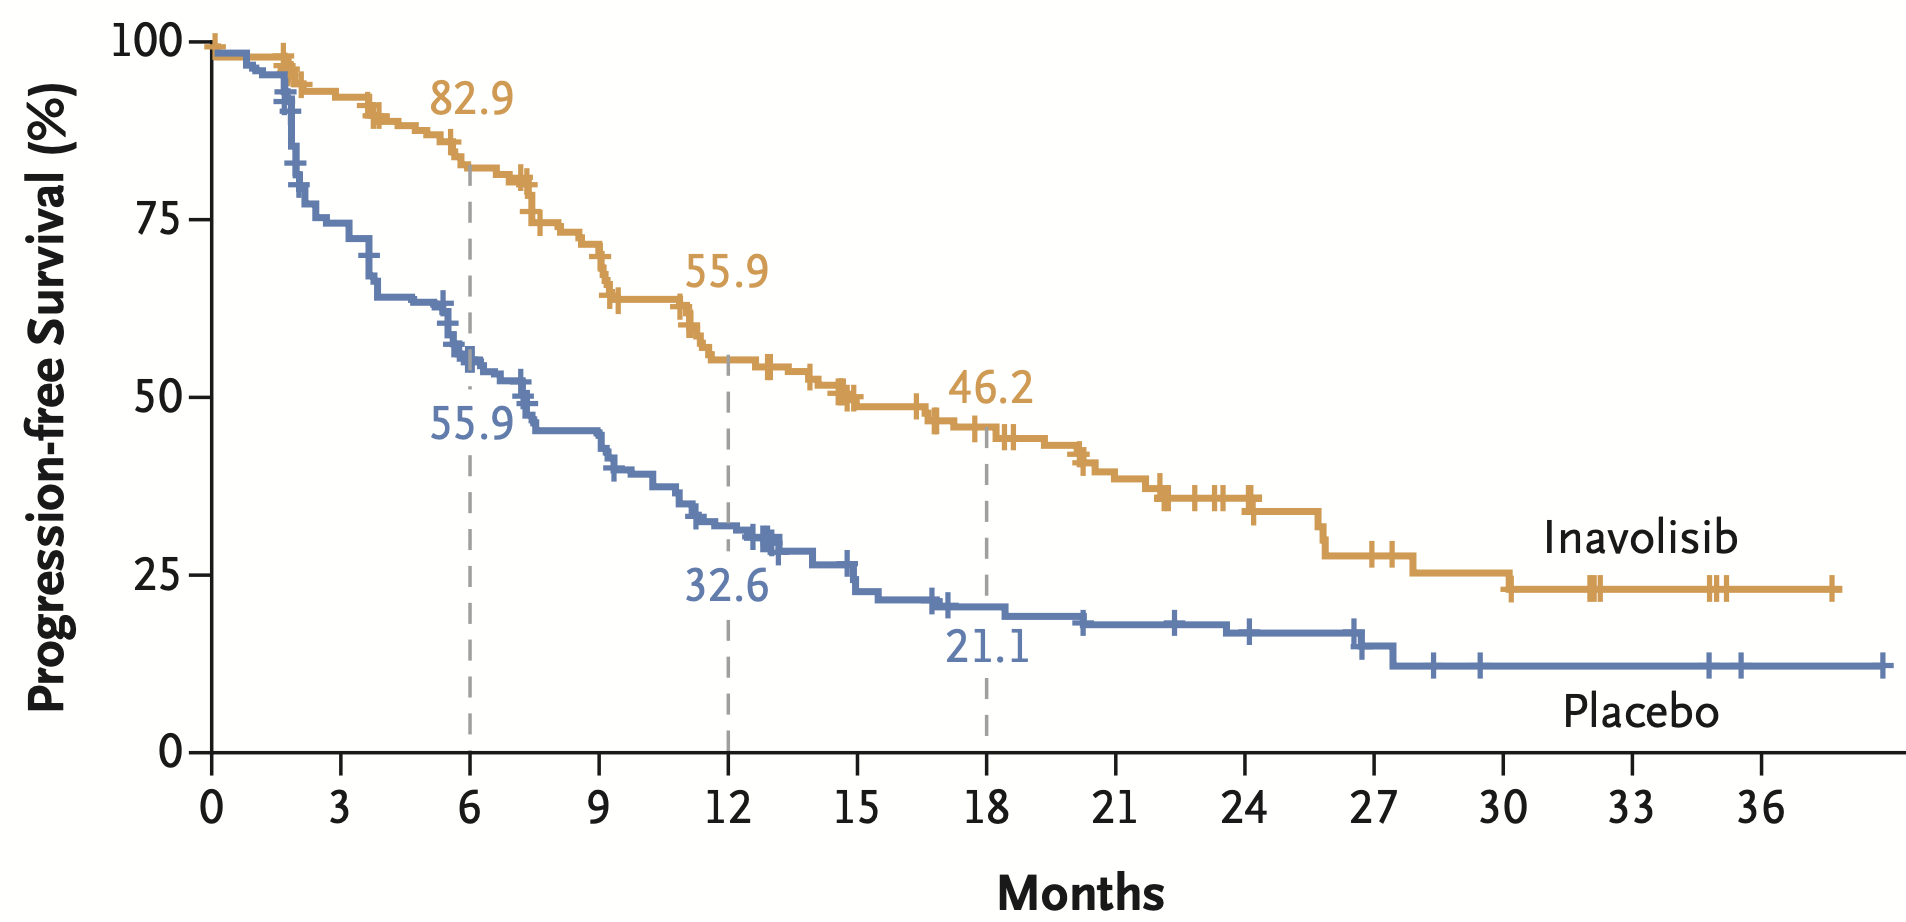 Progression-free Survival (%)
100
75
50
25
0
82.9
55.9
46.2
55.9
32.6
21.1
Inavolisib
Placebo
0 3 6 9 12 15 18 21 24 27 30 33 36
Months